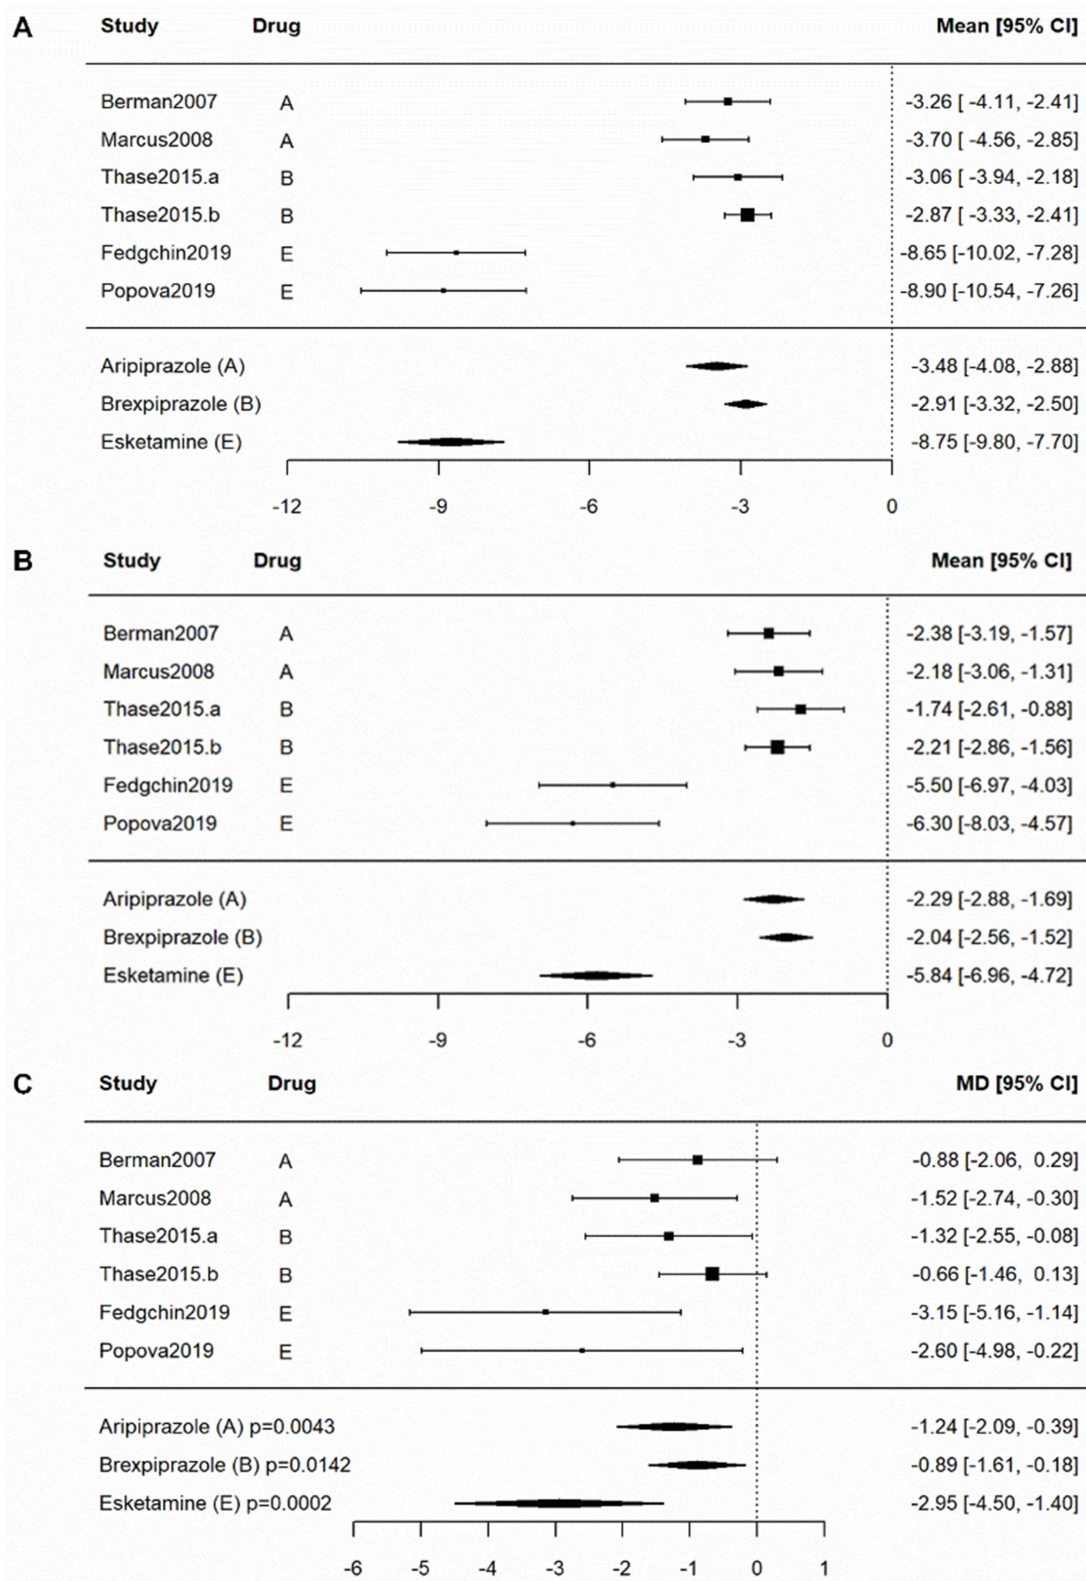 A Study Drug Mean [95% CI]
Berman2007 A -3.26 [ -4.11, -2.41]
Marcus2008 A -3.70 [ -4.56, -2.85]
Thase2015.a B -3.06 [ -3.94, -2.18]
Thase2015.b B -2.87 [ -3.33, -2.41]
Fedgchin2019 E -8.65 [-10.02, -7.28]
Popova2019 E -8.90 [-10.54, -7.26]
Aripiprazole (A) -3.48 [-4.08, -2.88]
Brexpiprazole (B) -2.91 [-3.32, -2.50]
Esketamine (E) -8.75 [-9.80, -7.70]
-12 -9 -6 -3 0
B Study Drug Mean [95% CI]
Berman2007 A -2.38 [-3.19, -1.57]
Marcus2008 A -2.18 [-3.06, -1.31]
Thase2015.a B -1.74 [-2.61, -0.88]
Thase2015.b B -2.21 [-2.86, -1.56]
Fedgchin2019 E -5.50 [-6.97, -4.03]
Popova2019 E -6.30 [-8.03, -4.57]
Aripiprazole (A) -2.29 [-2.88, -1.69]
Brexpiprazole (B) -2.04 [-2.56, -1.52]
Esketamine (E) -5.84 [-6.96, -4.72]
-12 -9 -6 -3 0
C Study Drug MD [95% CI]
Berman2007 A -0.88 [-2.06, 0.29]
Marcus2008 A -1.52 [-2.74, -0.30]
Thase2015.a B -1.32 [-2.55, -0.08]
Thase2015.b B -0.66 [-1.46, 0.13]
Fedgchin2019 E -3.15 [-5.16, -1.14]
Popova2019 E -2.60 [-4.98, -0.22]
Aripiprazole (A) p=0.0043 -1.24 [-2.09, -0.39]
Brexpiprazole (B) p=0.0142 -0.89 [-1.61, -0.18]
Esketamine (E) p=0.0002 -2.95 [-4.50, -1.40]
-6 -5 -4 -3 -2 -1 0 1